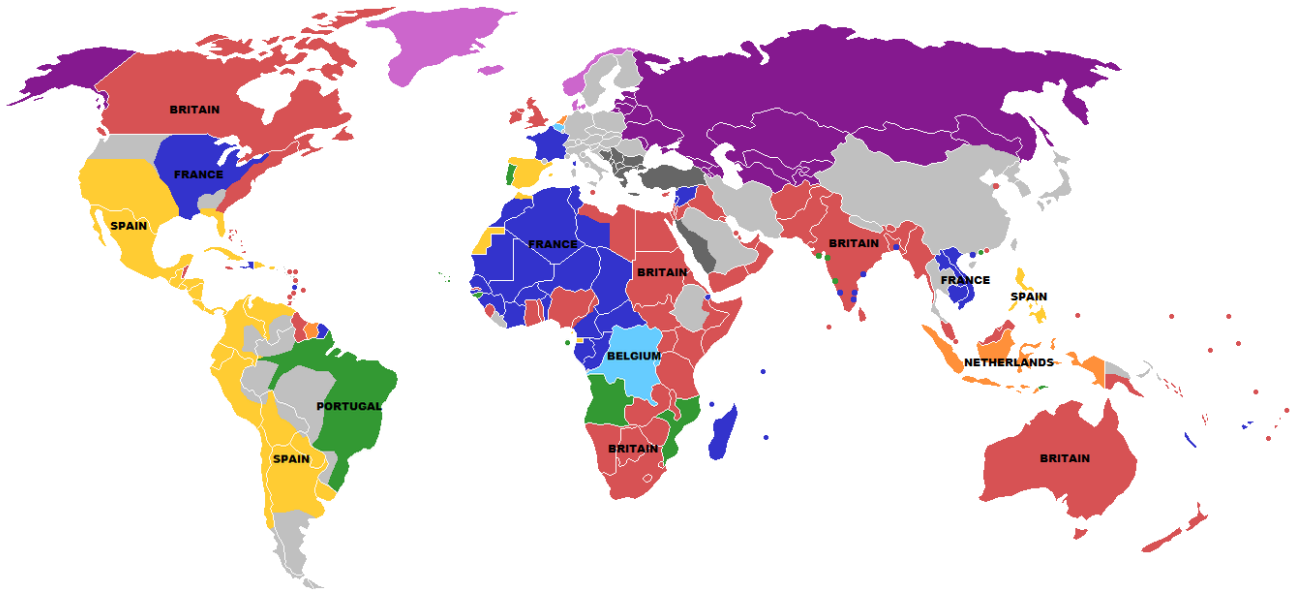 BRITAIN
FRANCE
SPAIN
FRANCE
BRITAIN
BRITAIN
FRANCE
SPAIN
BELGIUM
NETHERLANDS
PORTUGAL
SPAIN
BRITAIN
BRITAIN